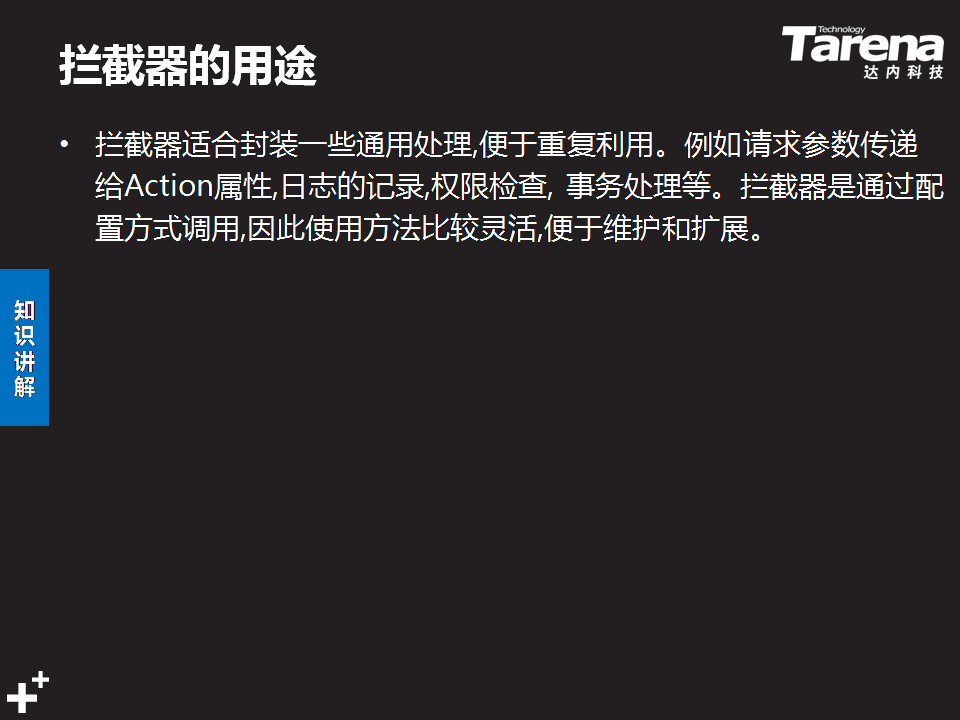 拦截器的用途
Technology
Tarena
达内科技
• 拦截器适合封装一些通用处理,便于重复利用。例如请求参数传递
给Action属性,日志的记录,权限检查, 事务处理等。拦截器是通过配
置方式调用,因此使用方法比较灵活,便于维护和扩展。
知
识
讲
解